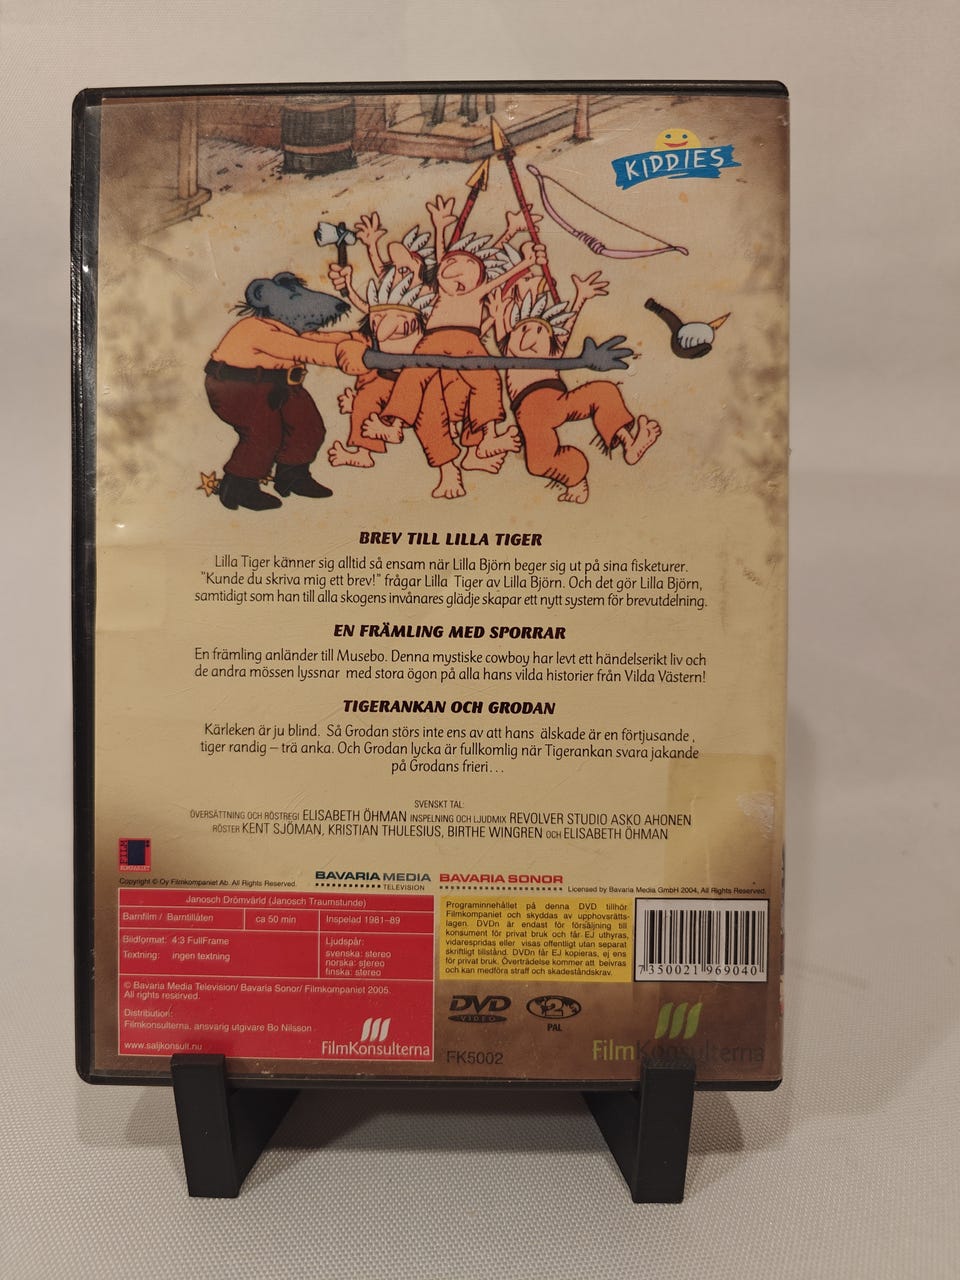 KIDDIES
BREV TILL LILLA TIGER
Lilla Tiger känner sig alltid så ensam när Lilla Björn beger sig ut på sina fisketurer.
"Kunde du skriva mig ett brev!" frågar Lilla Tiger av Lilla Björn. Och det gör Lilla Björn,
samtidigt som han till alla skogens invånares glädje skapar ett nytt system för brevutdelning.
EN FRÄMLING MED SPORRAR
En främling anländer till Musebo. Denna mystiske cowboy har levt ett händelserikt liv och
de andra mössen lyssnar med stora ögon på alla hans vilda historier från Vilda Västern!
TIGERANKAN OCH GRODAN
Kärleken är ju blind. Så Grodan störs inte ens av att hans älskade är en förtjusande ,
tiger randig – trä anka. Och Grodan lycka är fullkomlig när Tigerankan svara jakande
på Grodans frieri...
SVENSKT TAL:
ÖVERSÄTTNING OCH RÖSTREGI ELISABETH ÖHMAN INSPELNING OCH LJUDMIX REVOLVER STUDIO ASKO AHONEN
RÖSTER KENT SJÖMAN, KRISTIAN THULESIUS, BIRTHE WINGREN OCH ELISABETH ÖHMAN
Copyright © Oy Filmkompaniet Ab. All Rights Reserved.
BAVARIA MEDIA
TELEVISION
BAVARIA SONOR
Licensed by Bavaria Media GmbH 2004, All Rights Reserved.
Janosch Drömvärld (Janosch Traumstunde)
Barnfilm / Barntillåten
ca 50 min
Inspelad 1981–89
Bildformat: 4:3 FullFrame
Textning: ingen textning
Ljudspår:
svenska: stereo
norska: stereo
finska: stereo
© Bavaria Media Television/ Bavaria Sonor/ Filmkompaniet 2005.
All rights reserved.
Distribution:
Filmkonsulterna, ansvarig utgivare Bo Nilsson
www.saljkonsult.nu
FilmKonsulterna
Programinnehållet på denna DVD tillhör
Filmkompaniet och skyddas av upphovsrätts-
lagen. DVDn är endast för försäljning till
konsument för privat bruk och får EJ uthyras,
vidarespridas eller visas offentligt utan separat
skriftligt tillstånd. DVDn får EJ kopieras, ej ens
för privat bruk. Överträdelse kommer att beivras
och kan medföra straff och skadeståndskrav.
7 350021 969040
DVD
VIDEO
2
PAL
FK5002
FilmKonsulterna